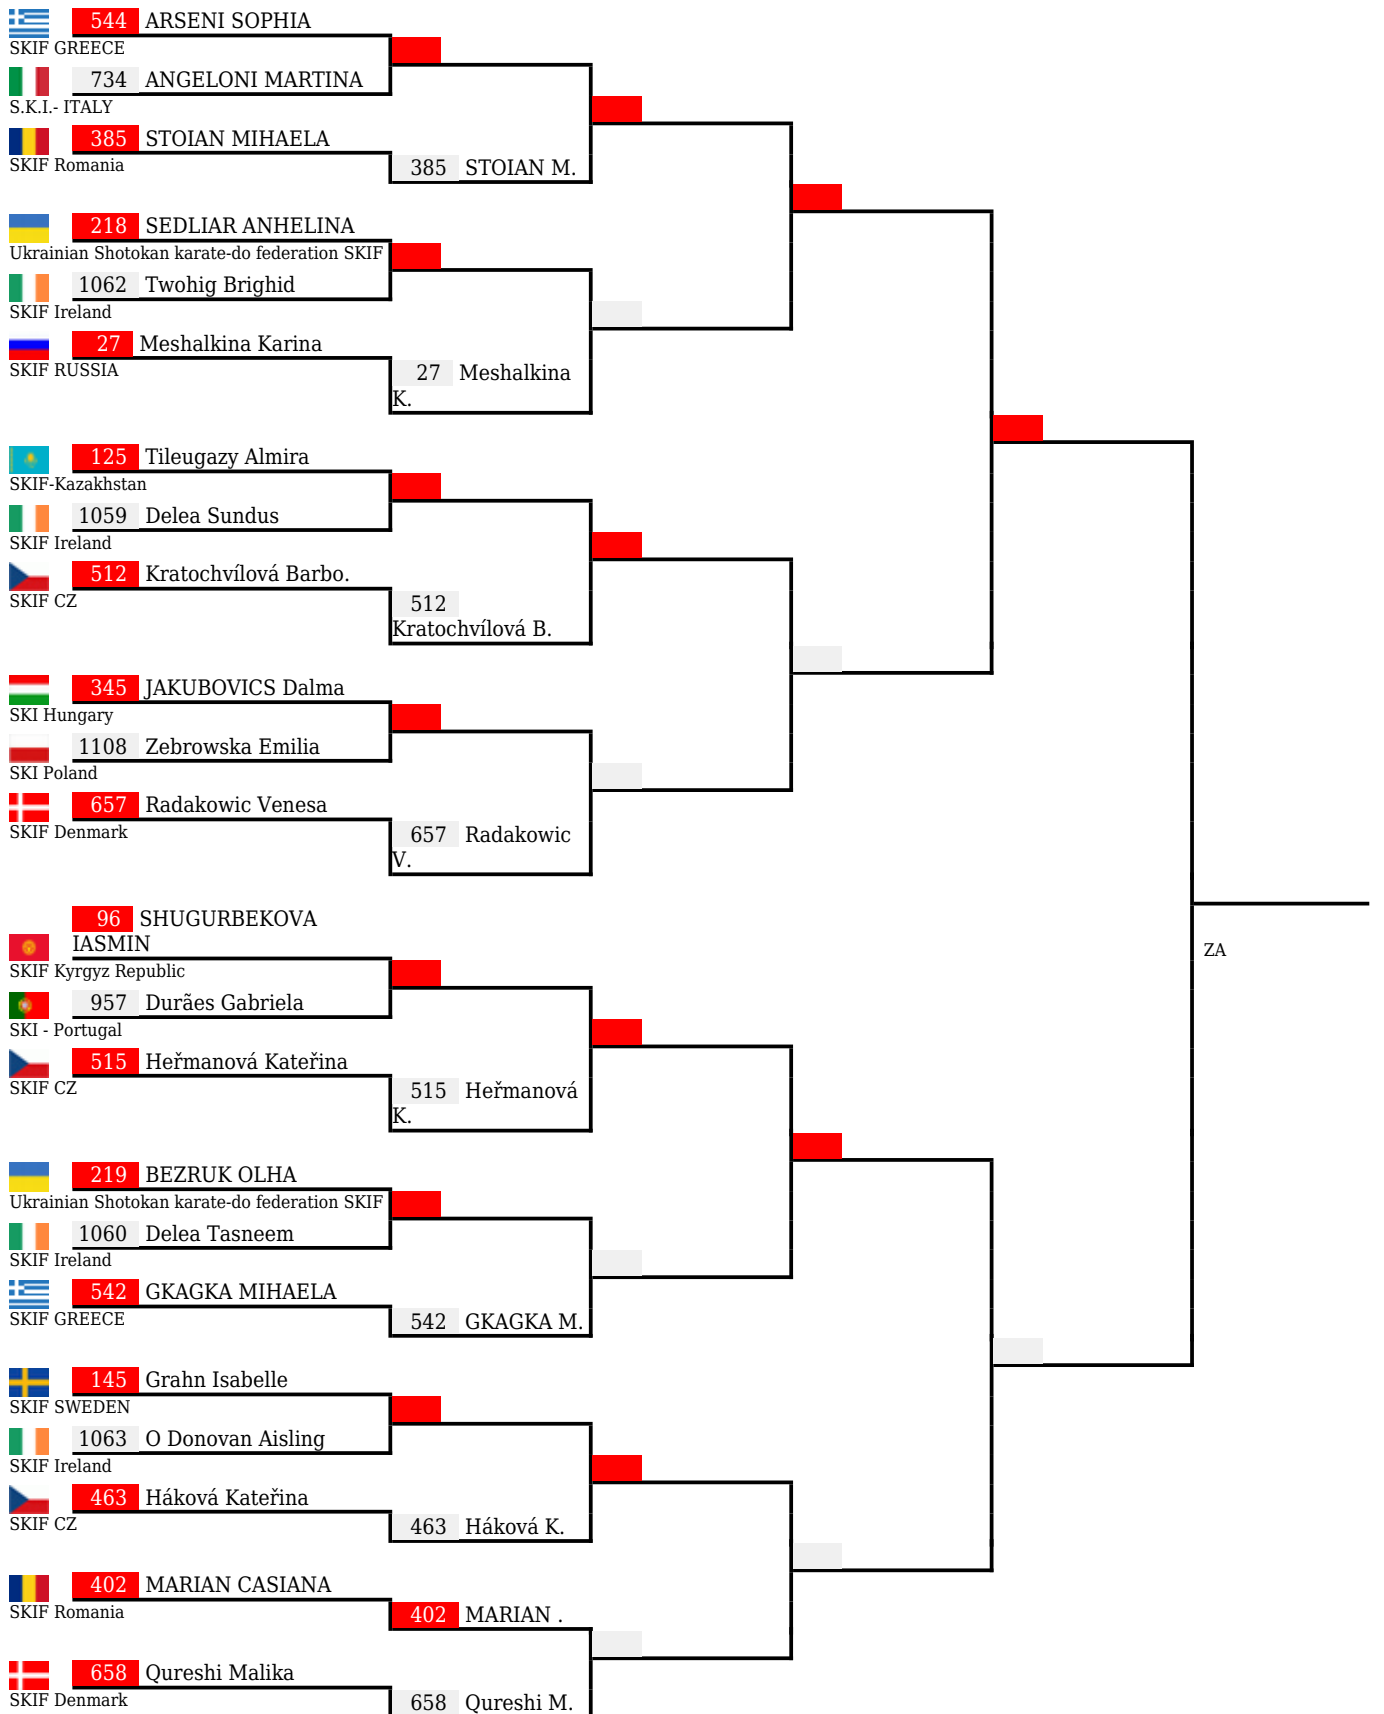 544 ARSENI SOPHIA
SKIF GREECE
734 ANGELONI MARTINA
S.K.I.- ITALY
385 STOIAN MIHAELA
SKIF Romania
385 STOIAN M.
218 SEDLIAR ANHELINA
Ukrainian Shotokan karate-do federation SKIF
1062 Twohig Brighid
SKIF Ireland
27 Meshalkina Karina
SKIF RUSSIA
27 Meshalkina
K.
125 Tileugazy Almira
SKIF-Kazakhstan
1059 Delea Sundus
SKIF Ireland
512 Kratochvílová Barbo.
SKIF CZ
512
Kratochvílová B.
345 JAKUBOVICS Dalma
SKI Hungary
1108 Zebrowska Emilia
SKI Poland
657 Radakowic Venesa
SKIF Denmark
657 Radakowic
V.
96 SHUGURBEKOVA
IASMIN
SKIF Kyrgyz Republic
ZA
957 Durães Gabriela
SKI - Portugal
515 Heřmanová Kateřina
SKIF CZ
515 Heřmanová
K.
219 BEZRUK OLHA
Ukrainian Shotokan karate-do federation SKIF
1060 Delea Tasneem
SKIF Ireland
542 GKAGKA MIHAELA
SKIF GREECE
542 GKAGKA M.
145 Grahn Isabelle
SKIF SWEDEN
1063 O Donovan Aisling
SKIF Ireland
463 Háková Kateřina
SKIF CZ
463 Háková K.
402 MARIAN CASIANA
SKIF Romania
402 MARIAN .
658 Qureshi Malika
SKIF Denmark
658 Qureshi M.